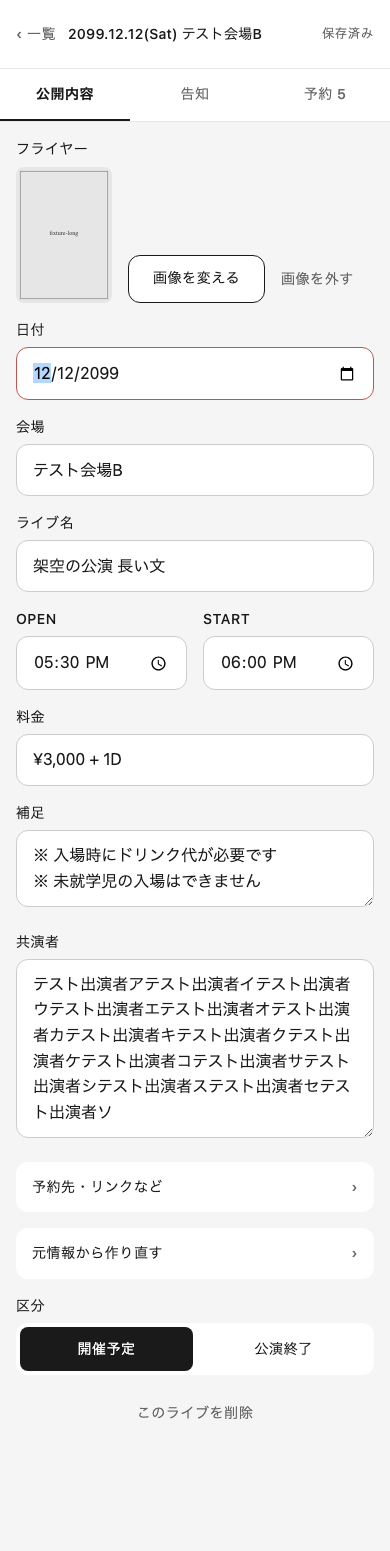 ‹ 一覧 2099.12.12(Sat) テスト会場B 保存済み
公開内容 告知 予約 5
フライヤー
fixture-long
画像を変える 画像を外す
日付
12/12/2099
会場
テスト会場B
ライブ名
架空の公演 長い文
OPEN START
05:30 PM 06:00 PM
料金
¥3,000 + 1D
補足
※ 入場時にドリンク代が必要です
※ 未就学児の入場はできません
共演者
テスト出演者アテスト出演者イテスト出演者
ウテスト出演者エテスト出演者オテスト出演
者カテスト出演者キテスト出演者クテスト出
演者ケテスト出演者コテスト出演者サテスト
出演者シテスト出演者ステスト出演者セテス
ト出演者ソ
予約先・リンクなど ›
元情報から作り直す ›
区分
開催予定 公演終了
このライブを削除